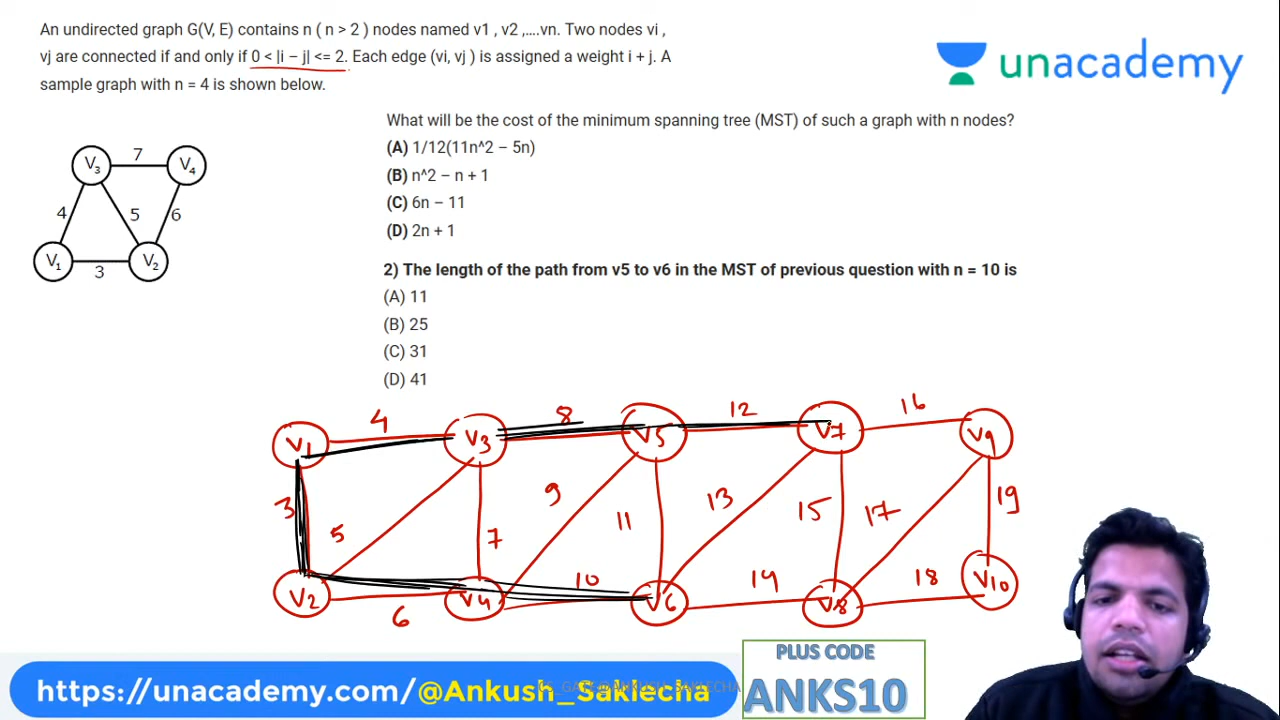 An undirected graph G(V, E) contains n ( n > 2 ) nodes named v1 , v2 ,....vn. Two nodes vi ,
vj are connected if and only if 0 < |i − j| <= 2. Each edge (vi, vj ) is assigned a weight i + j. A
sample graph with n = 4 is shown below.
unacademy
What will be the cost of the minimum spanning tree (MST) of such a graph with n nodes?
(A) 1/12(11n^2 − 5n)
(B) n^2 − n + 1
(C) 6n − 11
(D) 2n + 1
V3 7 V4
4 5 6
V1 3 V2
2) The length of the path from v5 to v6 in the MST of previous question with n = 10 is
(A) 11
(B) 25
(C) 31
(D) 41
4 8 12 16
V1 V3 V5 V7 V9
3 5 7 9 11 13 15 17 19
V2 V4 V6 V8 V10
6 10 14 18
https://unacademy.com/@Ankush_Saklecha
PLUS CODE
ANKS10